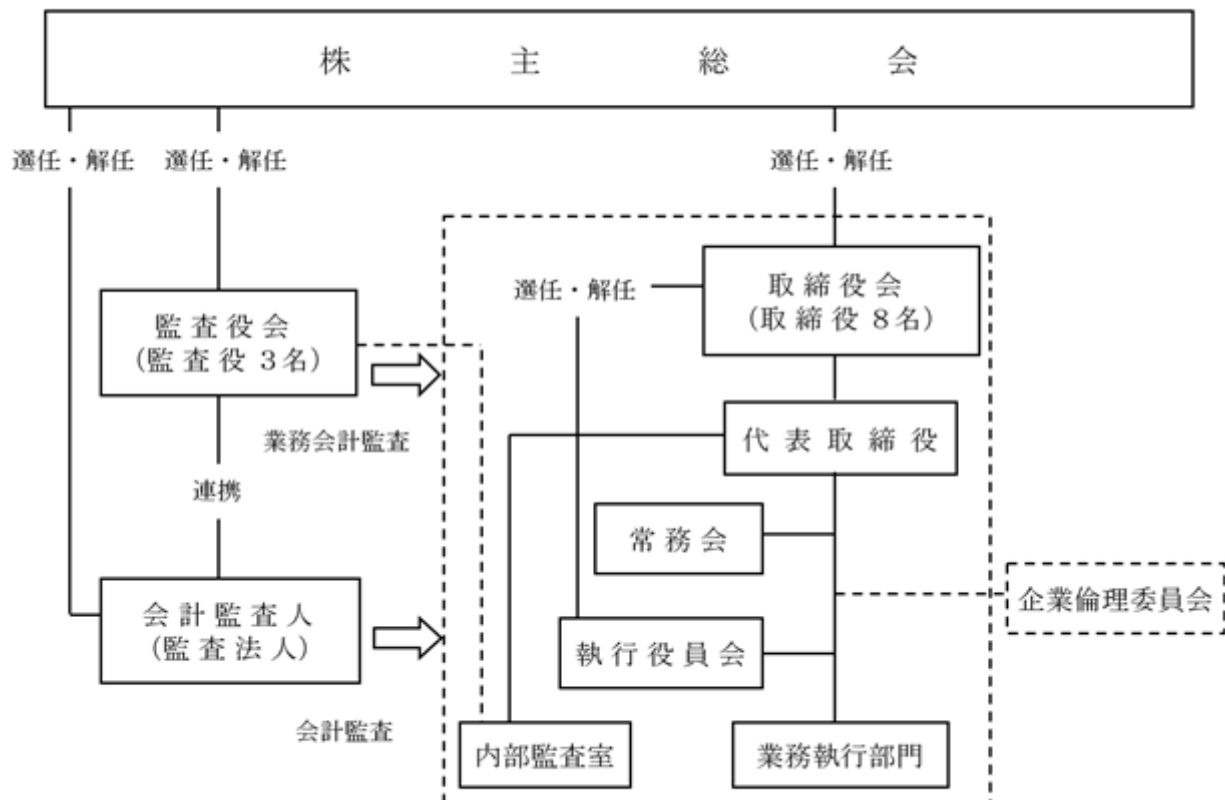 株主総会
選任・解任
選任・解任
選任・解任
取締役会
(取締役8名)
選任・解任
監査役会
(監査役3名)
代表取締役
業務会計監査
連携
常務会
企業倫理委員会
会計監査人
(監査法人)
執行役員会
会計監査
内部監査室
業務執行部門